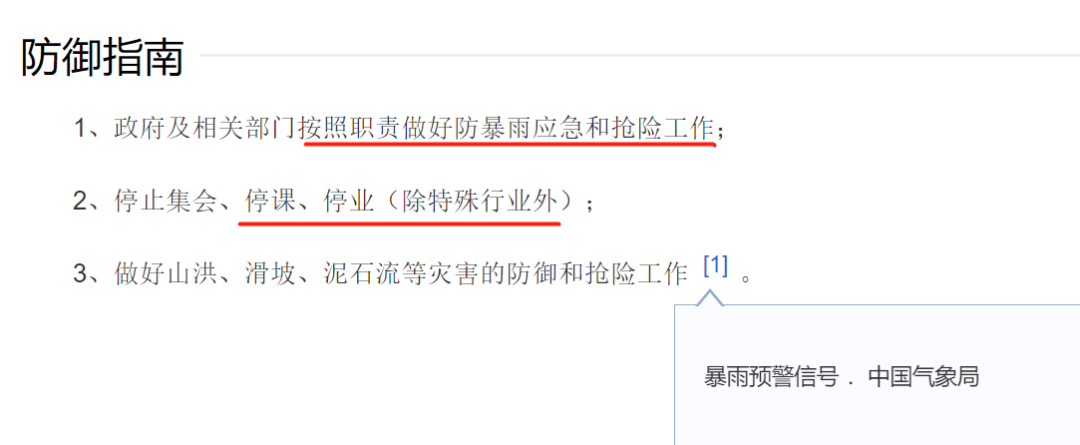 防御指南
1、政府及相关部门按照职责做好防暴雨应急和抢险工作;
2、停止集会、停课、停业（除特殊行业外）;
3、做好山洪、滑坡、泥石流等灾害的防御和抢险工作 [1] 。
暴雨预警信号 ．中国气象局